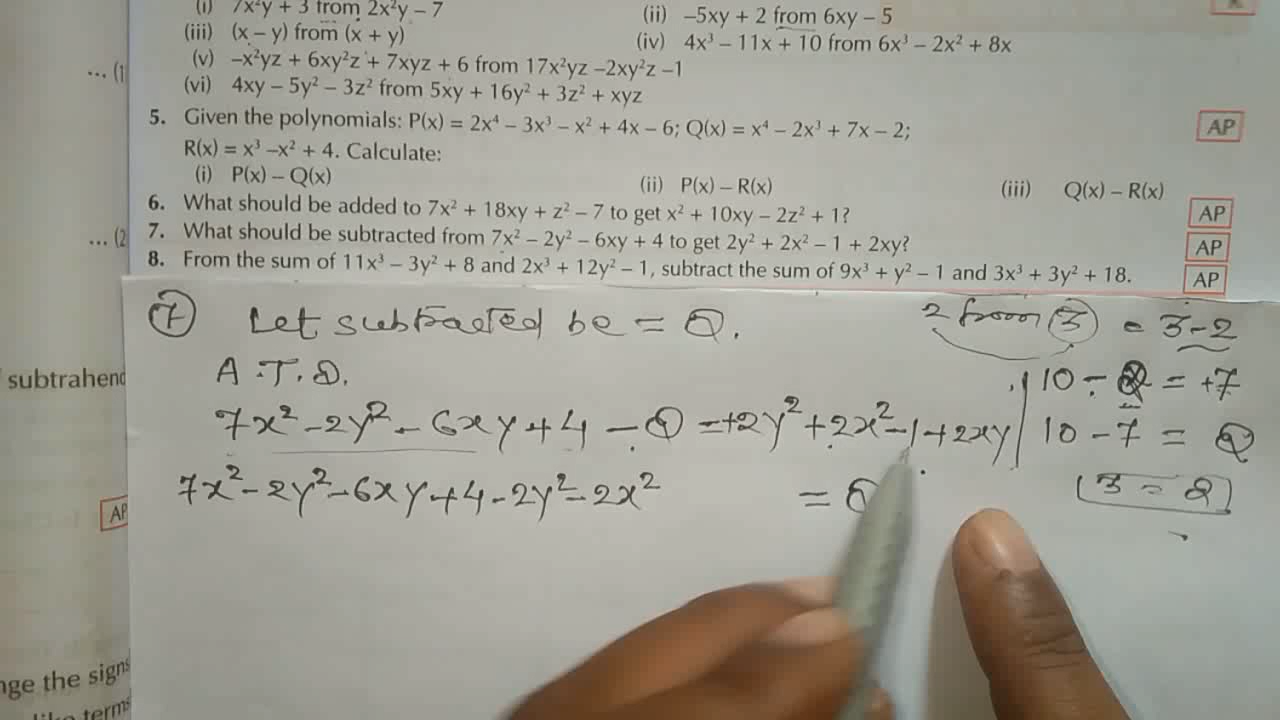 (i) 7x²y + 3 from 2x²y – 7
(ii) –5xy + 2 from 6xy – 5
(iii) (x – y) from (x + y)
(iv) 4x³ – 11x + 10 from 6x³ – 2x² + 8x
(v) –x²yz + 6xy²z + 7xyz + 6 from 17x²yz –2xy²z –1
... (1
(vi) 4xy – 5y² – 3z² from 5xy + 16y² + 3z² + xyz
5. Given the polynomials: P(x) = 2x⁴ – 3x³ – x² + 4x – 6; Q(x) = x⁴ – 2x³ + 7x – 2;
AP
R(x) = x³ –x² + 4. Calculate:
(i) P(x) – Q(x)
(ii) P(x) – R(x)
(iii) Q(x) – R(x)
6. What should be added to 7x² + 18xy + z² – 7 to get x² + 10xy – 2z² + 1?
AP
7. What should be subtracted from 7x² – 2y² – 6xy + 4 to get 2y² + 2x² – 1 + 2xy?
AP
... (2
8. From the sum of 11x³ – 3y² + 8 and 2x³ + 12y² – 1, subtract the sum of 9x³ + y² – 1 and 3x³ + 3y² + 18.
AP
7 Let subtracted be = Q.
2 from 3 = 3-2
A.T.Q.
10 - Q = +7
7x² - 2y² - 6xy + 4 - Q = +2y² + 2x² - 1 + 2xy
10 - 7 = Q
7x² - 2y² - 6xy + 4 - 2y² - 2x² = Q
3 = Q
subtrahend
AP
nge the signs
like terms